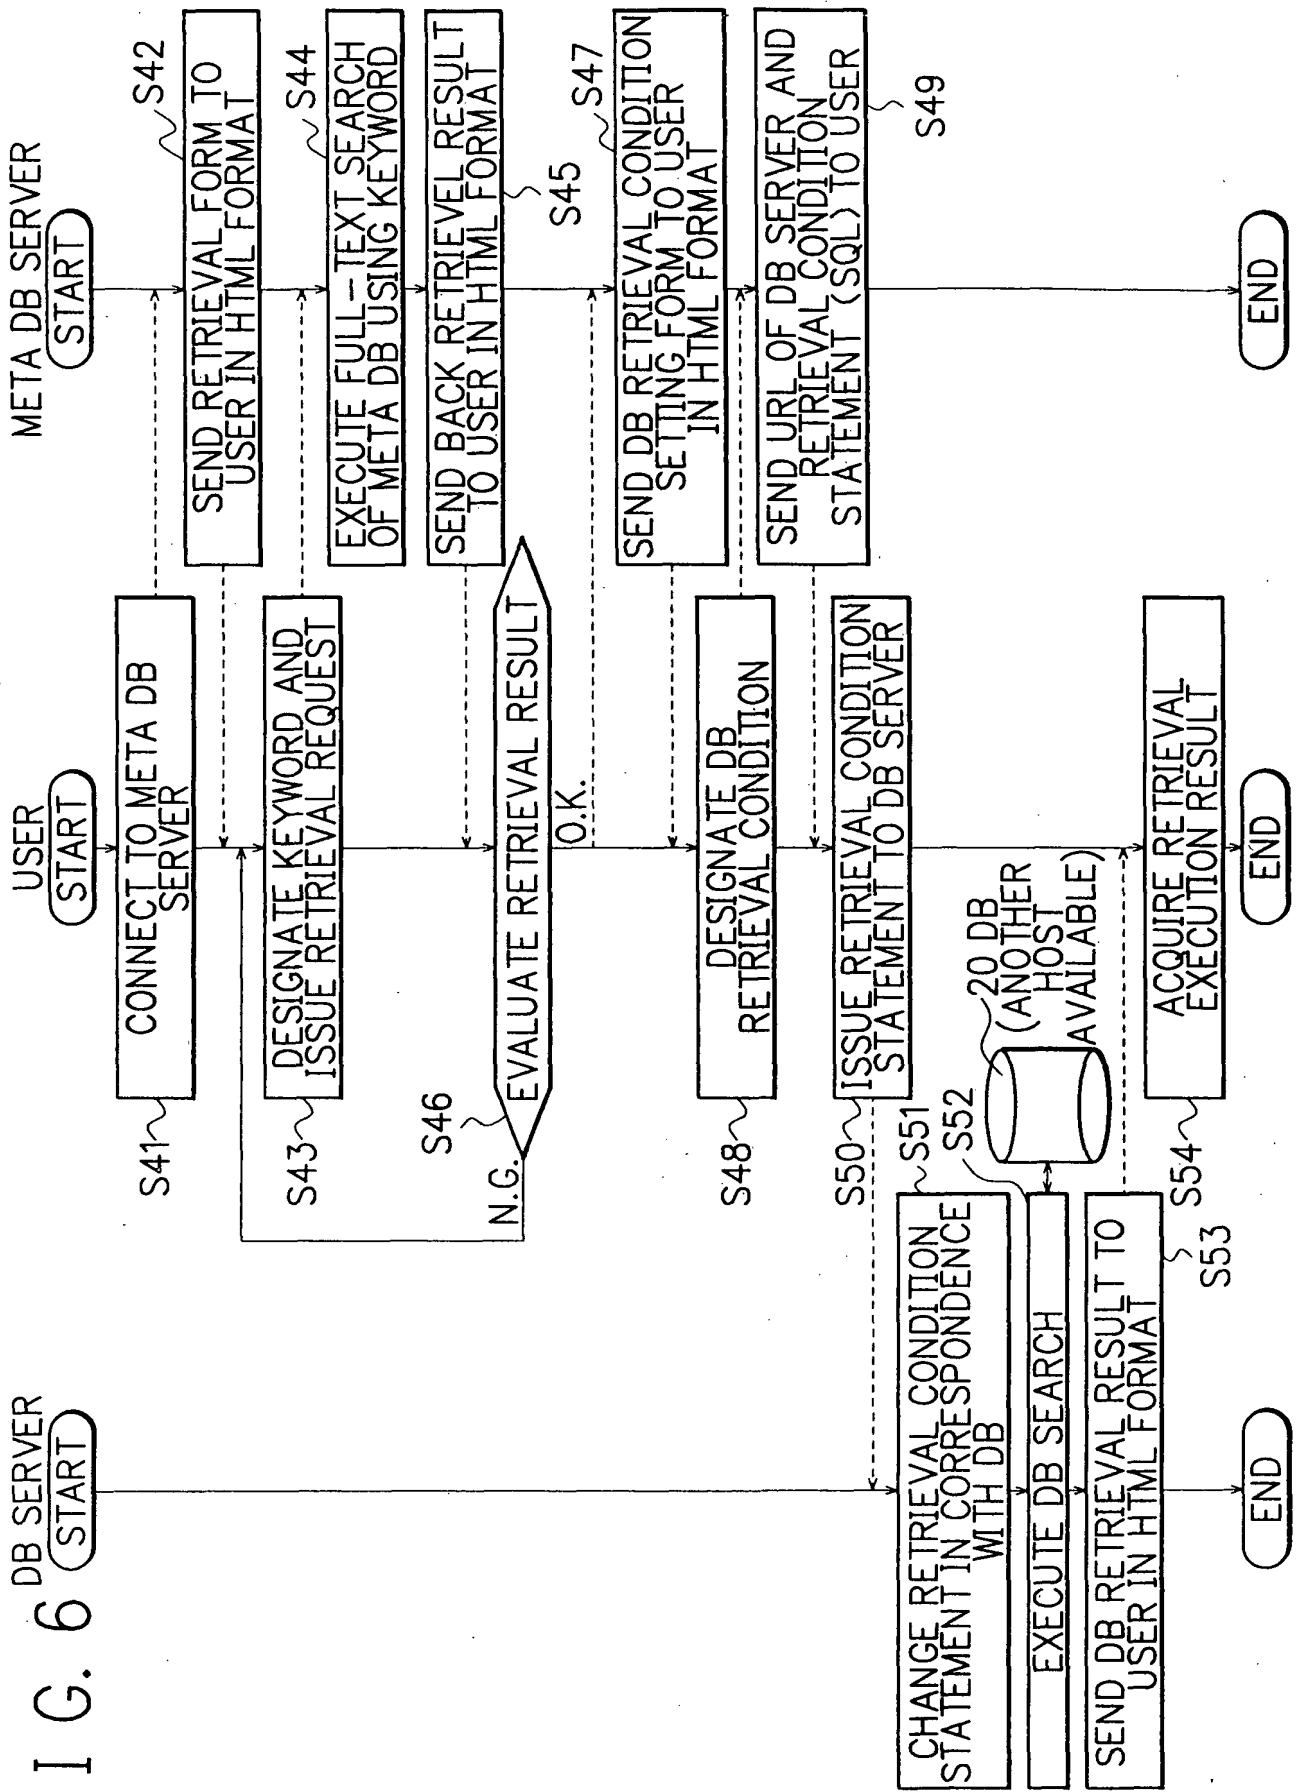 I G. 6
DB SERVER
START
CHANGE RETRIEVAL CONDITION
STATEMENT IN CORRESPONDENCE
WITH DB
S51
EXECUTE DB SEARCH
S52
20 DB
(ANOTHER
HOST
AVAILABLE)
SEND DB RETRIEVAL RESULT TO
USER IN HTML FORMAT
S53
END
USER
START
CONNECT TO META DB
SERVER
S41
DESIGNATE KEYWORD AND
ISSUE RETRIEVAL REQUEST
S43
EVALUATE RETRIEVAL RESULT
S46
N.G.
O.K.
DESIGNATE DB
RETRIEVAL CONDITION
S48
ISSUE RETRIEVAL CONDITION
STATEMENT TO DB SERVER
S50
ACQUIRE RETRIEVAL
EXECUTION RESULT
S54
END
META DB SERVER
START
SEND RETRIEVAL FORM TO
USER IN HTML FORMAT
S42
EXECUTE FULL-TEXT SEARCH
OF META DB USING KEYWORD
S44
SEND BACK RETRIEVEL RESULT
TO USER IN HTML FORMAT
S45
SEND DB RETRIEVAL CONDITION
SETTING FORM TO USER
IN HTML FORMAT
S47
SEND URL OF DB SERVER AND
RETRIEVAL CONDITION
STATEMENT (SQL) TO USER
S49
END